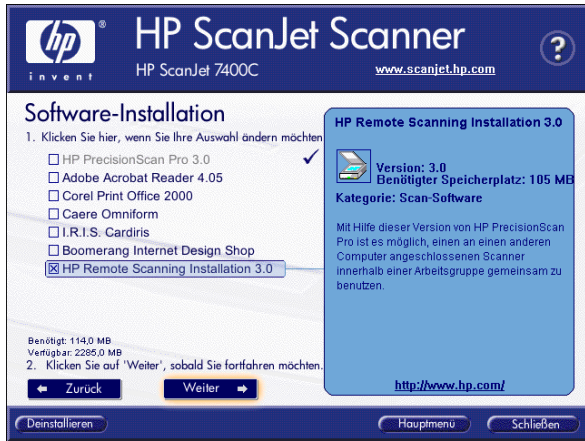 hp
invent
®
HP ScanJet Scanner
HP ScanJet 7400C
www.scanjet.hp.com
?
Software-Installation
1. Klicken Sie hier, wenn Sie Ihre Auswahl ändern möchten
HP PrecisionScan Pro 3.0
Adobe Acrobat Reader 4.05
Corel Print Office 2000
Caere Omniform
I.R.I.S. Cardiris
Boomerang Internet Design Shop
HP Remote Scanning Installation 3.0
Benötigt: 114,0 MB
Verfügbar: 2285,0 MB
2. Klicken Sie auf 'Weiter', sobald Sie fortfahren möchten.
Zurück
Weiter
HP Remote Scanning Installation 3.0
Version: 3.0
Benötigter Speicherplatz: 105 MB
Kategorie: Scan-Software
Mit Hilfe dieser Version von HP PrecisionScan
Pro ist es möglich, einen an einen anderen
Computer angeschlossenen Scanner
innerhalb einer Arbeitsgruppe gemeinsam zu
benutzen.
http://www.hp.com/
Deinstallieren
Hauptmenü
Schließen